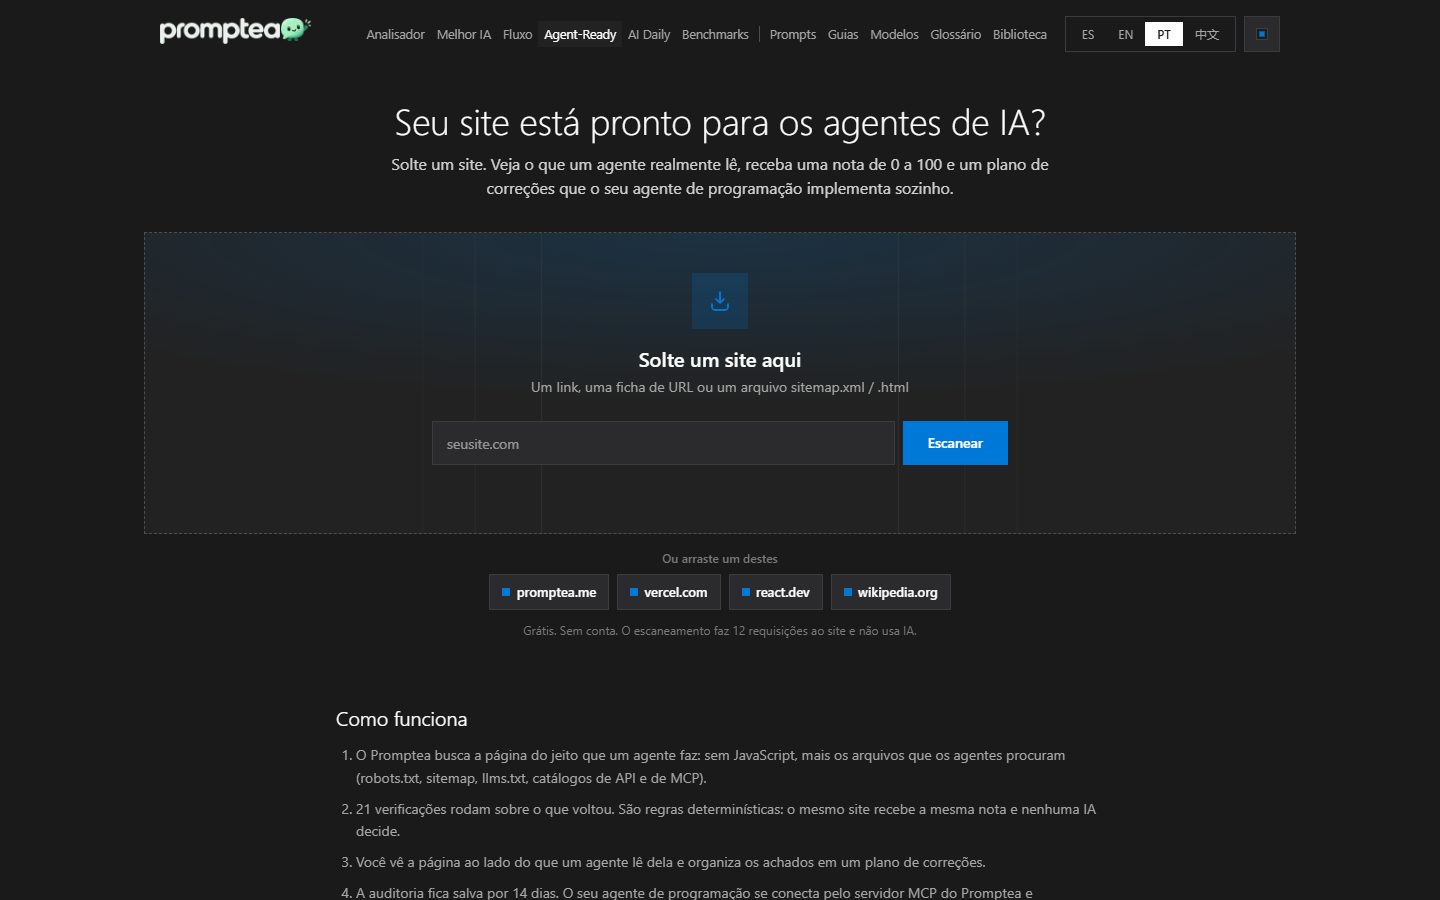 promptea
Analisador Melhor IA Fluxo Agent-Ready AI Daily Benchmarks Prompts Guias Modelos Glossário Biblioteca ES EN PT 中文
Seu site está pronto para os agentes de IA?
Solte um site. Veja o que um agente realmente lê, receba uma nota de 0 a 100 e um plano de
correções que o seu agente de programação implementa sozinho.
Solte um site aqui
Um link, uma ficha de URL ou um arquivo sitemap.xml / .html
seusite.com Escanear
Ou arraste um destes
promptea.me vercel.com react.dev wikipedia.org
Grátis. Sem conta. O escaneamento faz 12 requisições ao site e não usa IA.
Como funciona
1. O Promptea busca a página do jeito que um agente faz: sem JavaScript, mais os arquivos que os agentes procuram
(robots.txt, sitemap, llms.txt, catálogos de API e de MCP).
2. 21 verificações rodam sobre o que voltou. São regras determinísticas: o mesmo site recebe a mesma nota e nenhuma IA
decide.
3. Você vê a página ao lado do que um agente lê dela e organiza os achados em um plano de correções.
4. A auditoria fica salva por 14 dias. O seu agente de programação se conecta pelo servidor MCP do Promptea e